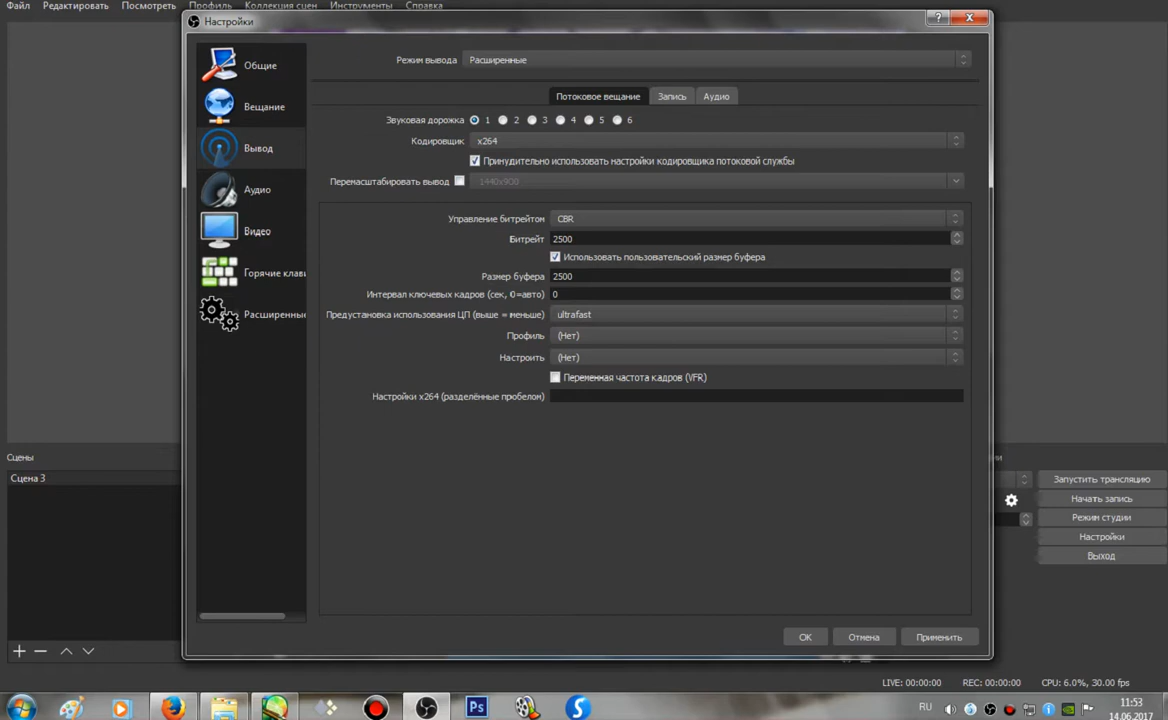 Файл Редактировать Посмотреть Профиль Коллекция сцен Инструменты Справка
Настройки
?
Общие
Вещание
Вывод
Аудио
Видео
Горячие клави
Расширенные
Режим вывода Расширенные
Потоковое вещание Запись Аудио
Звуковая дорожка 1 2 3 4 5 6
Кодировщик x264
Принудительно использовать настройки кодировщика потоковой службы
Перемасштабировать вывод 1440x900
Управление битрейтом CBR
Битрейт 2500
Использовать пользовательский размер буфера
Размер буфера 2500
Интервал ключевых кадров (сек, 0=авто) 0
Предустановка использования ЦП (выше = меньше) ultrafast
Профиль (Нет)
Настроить (Нет)
Переменная частота кадров (VFR)
Настройки x264 (разделённые пробелом)
OK Отмена Применить
Сцены
Сцена 3
Запустить трансляцию
Начать запись
Режим студии
Настройки
Выход
LIVE: 00:00:00 REC: 00:00:00 CPU: 6.0%, 30.00 fps
Ps
S
RU
11:53
14.06.2017